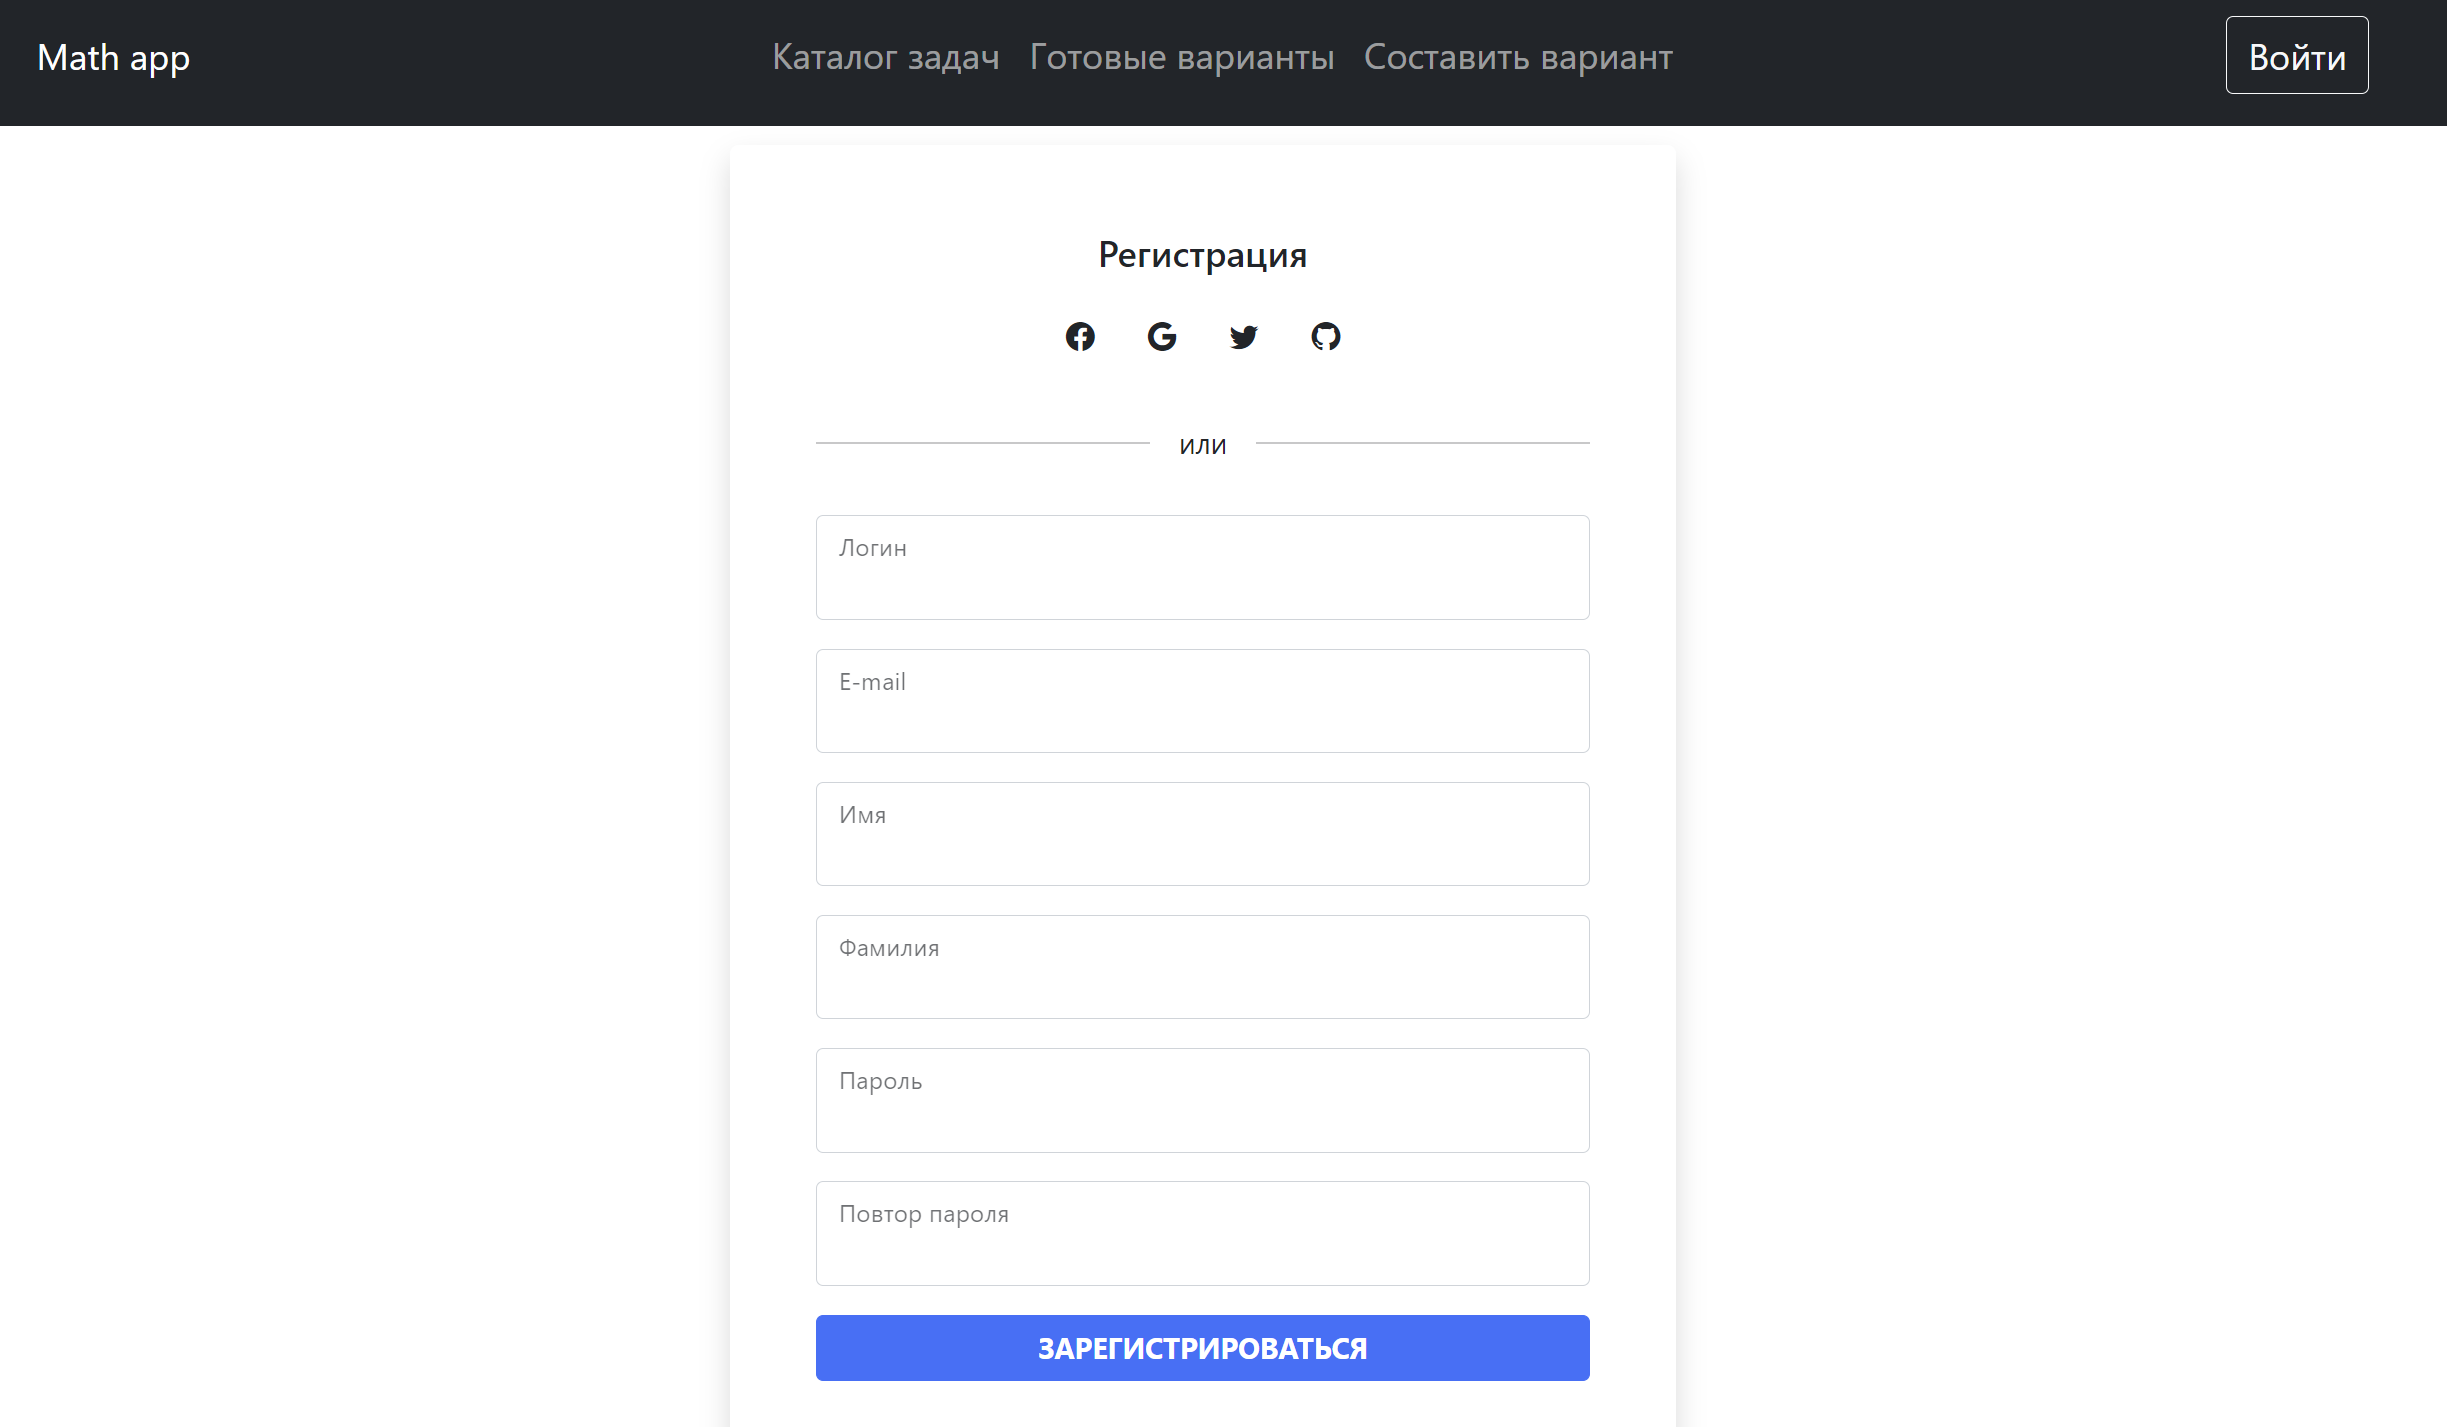 Math app
Каталог задач Готовые варианты Составить вариант
Войти
Регистрация
или
Логин
E-mail
Имя
Фамилия
Пароль
Повтор пароля
ЗАРЕГИСТРИРОВАТЬСЯ